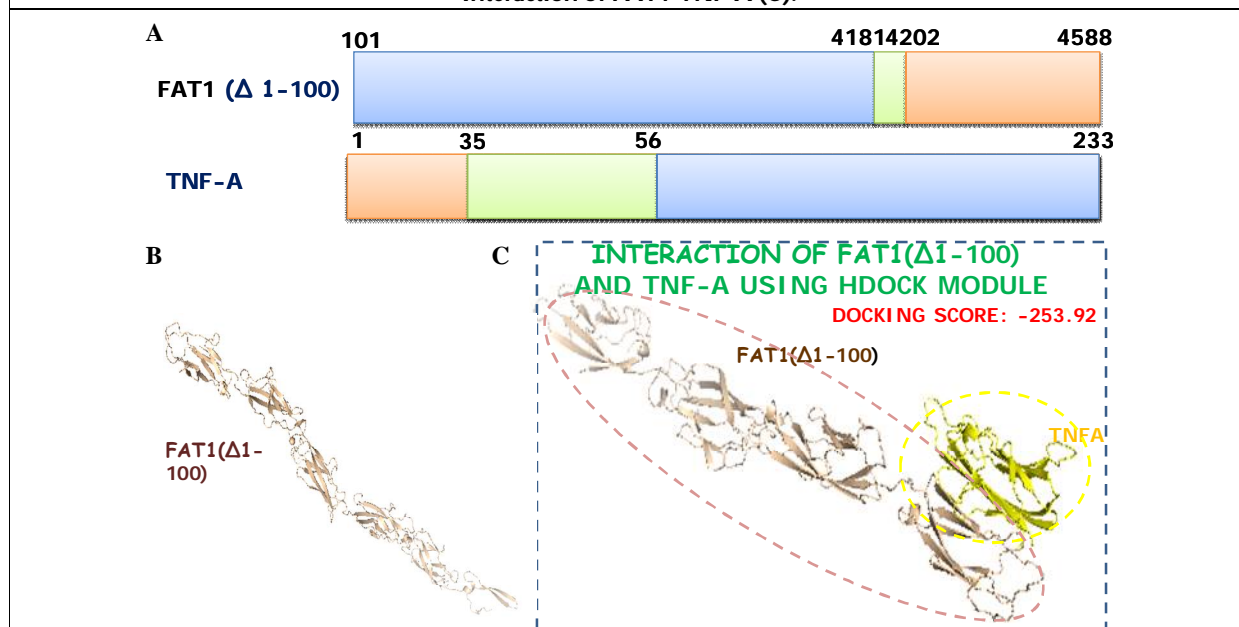 A
101 41814202 4588
FAT1 (Δ 1-100)
1 35 56 233
TNF-A
B
C
INTERACTION OF FAT1(Δ1-100)
AND TNF-A USING HDOCK MODULE
DOCKING SCORE: -253.92
FAT1(Δ1-100)
TNFA
FAT1(Δ1-
100)